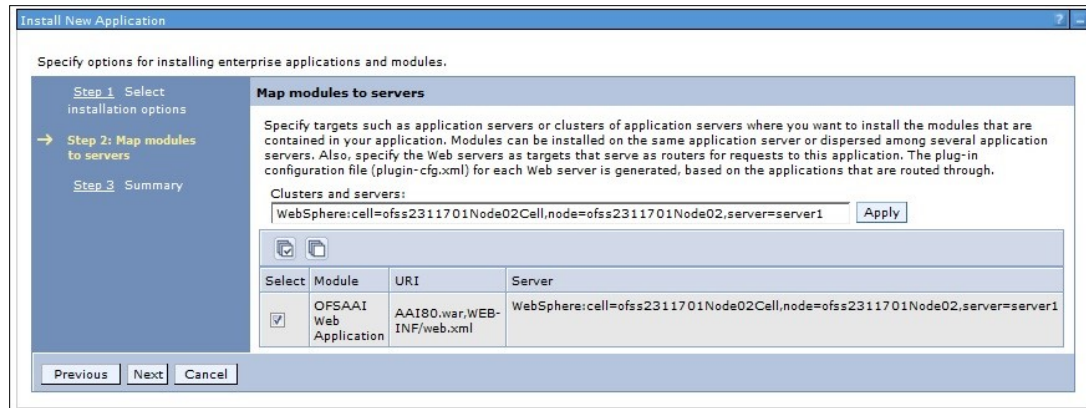 Install New Application
?
Specify options for installing enterprise applications and modules.
Step 1 Select
installation options
Step 2: Map modules
to servers
Step 3 Summary
Map modules to servers
Specify targets such as application servers or clusters of application servers where you want to install the modules that are
contained in your application. Modules can be installed on the same application server or dispersed among several application
servers. Also, specify the Web servers as targets that serve as routers for requests to this application. The plug-in
configuration file (plugin-cfg.xml) for each Web server is generated, based on the applications that are routed through.
Clusters and servers:
WebSphere:cell=ofss2311701Node02Cell,node=ofss2311701Node02,server=server1
Apply
Select Module URI Server
OFSAAI
Web
Application
AAI80.war,WEB-
INF/web.xml
WebSphere:cell=ofss2311701Node02Cell,node=ofss2311701Node02,server=server1
Previous Next Cancel